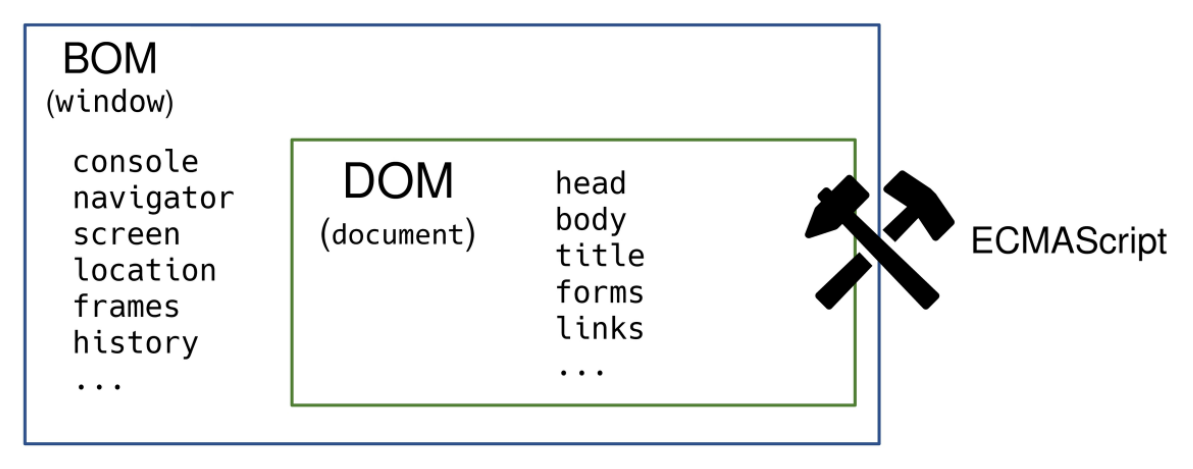 BOM
(window)
console
navigator
screen
location
frames
history
...
DOM
(document)
head
body
title
forms
links
...
ECMAScript